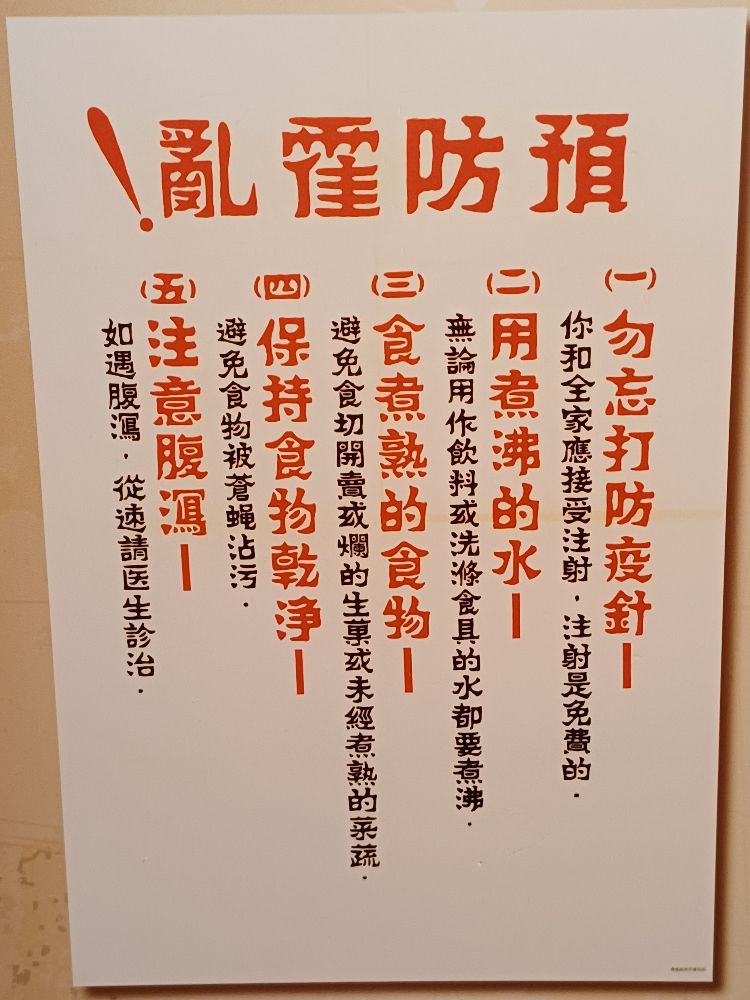 預防霍亂！
(一)
勿忘打防疫針—
你和全家應接受注射，注射是免費的．
(二)
用煮沸的水—
無論用作飲料或洗滌食具的水都要煮沸．
(三)
食煮熟的食物—
避免食切開賣或爛的生菓或未經煮熟的菜蔬．
(四)
保持食物乾淨—
避免食物被蒼蝇沾污．
(五)
注意腹瀉—
如遇腹瀉，從速請医生診治．